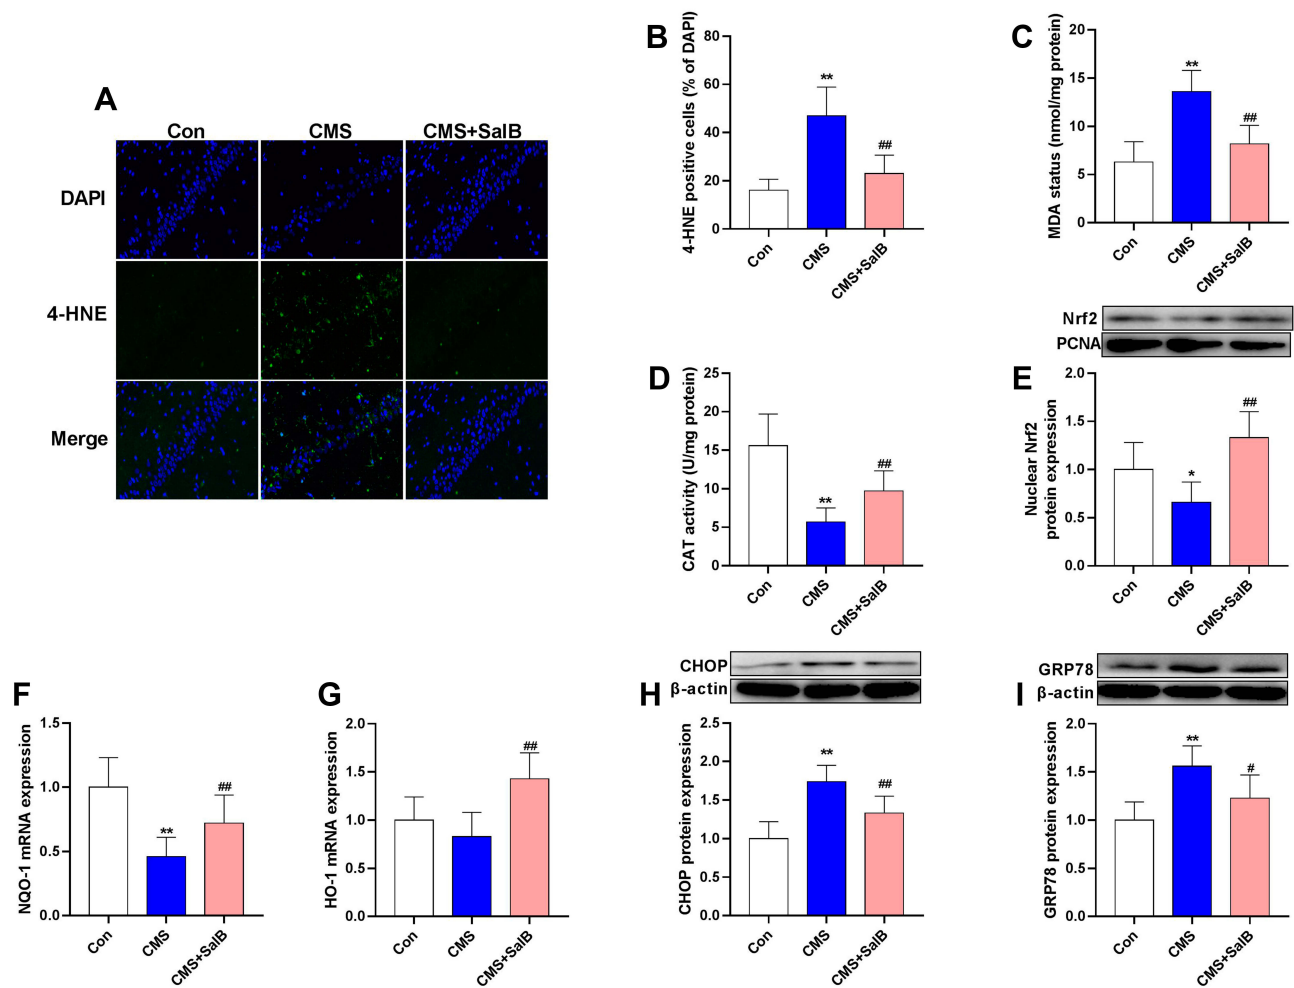 A
Con CMS CMS+SalB
DAPI
4-HNE
Merge
B
4-HNE positive cells (% of DAPI)
80
60
40
20
0
**
##
Con
CMS
CMS+SalB
C
MDA status (nmol/mg protein)
20
15
10
5
0
**
##
Con
CMS
CMS+SalB
D
CAT activity (U/mg protein)
25
20
15
10
5
0
**
##
Con
CMS
CMS+SalB
Nrf2
PCNA
E
Nuclear Nrf2
protein expression
2.0
1.5
1.0
0.5
0.0
*
##
Con
CMS
CMS+SalB
F
NQO-1 mRNA expression
1.5
1.0
0.5
0.0
**
##
Con
CMS
CMS+SalB
G
HO-1 mRNA expression
2.0
1.5
1.0
0.5
0.0
##
Con
CMS
CMS+SalB
CHOP
β-actin
H
CHOP protein expression
2.5
2.0
1.5
1.0
0.5
0.0
**
##
Con
CMS
CMS+SalB
GRP78
β-actin
I
GRP78 protein expression
2.0
1.5
1.0
0.5
0.0
**
#
Con
CMS
CMS+SalB